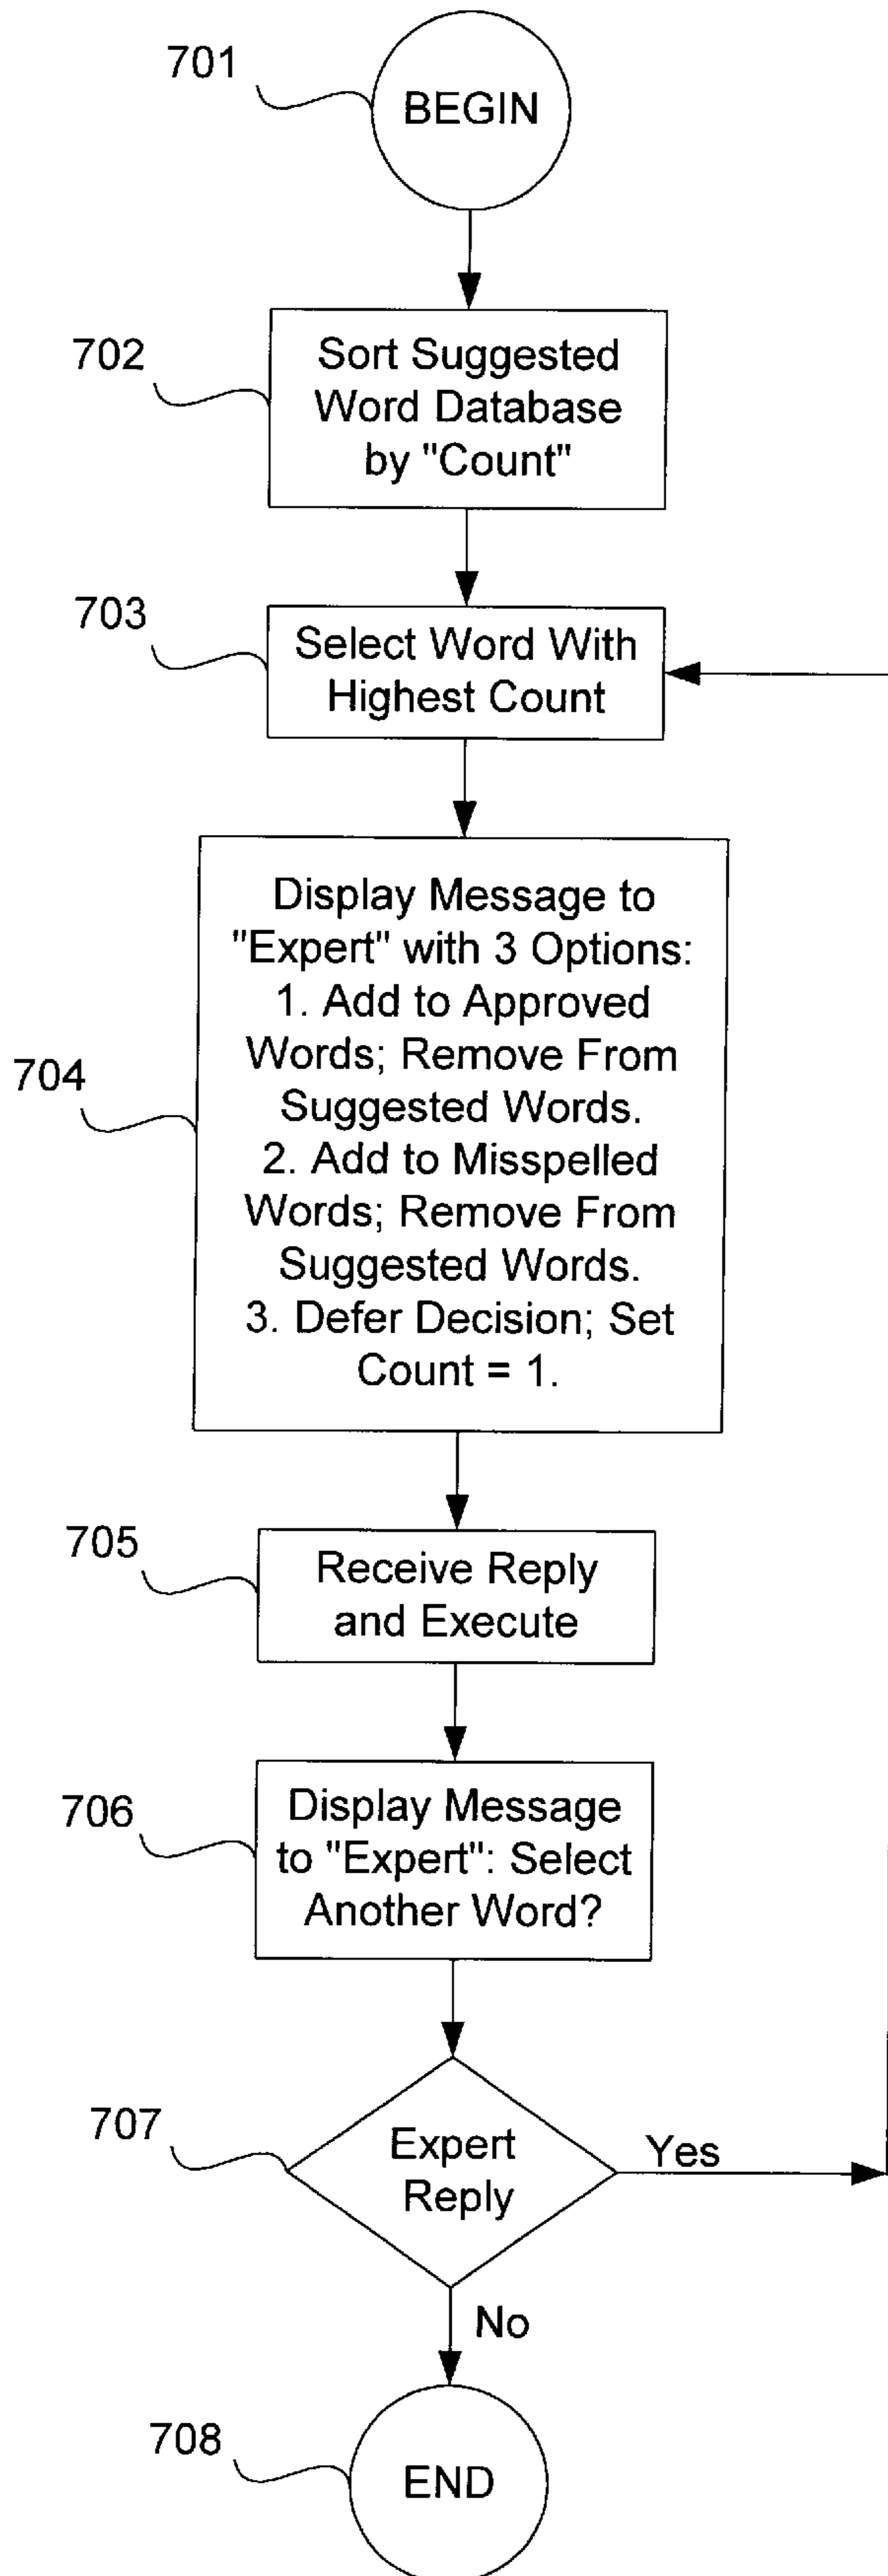 701
BEGIN
702
Sort Suggested
Word Database
by "Count"
703
Select Word With
Highest Count
704
Display Message to
"Expert" with 3 Options:
1. Add to Approved
Words; Remove From
Suggested Words.
2. Add to Misspelled
Words; Remove From
Suggested Words.
3. Defer Decision; Set
Count = 1.
705
Receive Reply
and Execute
706
Display Message
to "Expert": Select
Another Word?
707
Expert
Reply
Yes
No
708
END